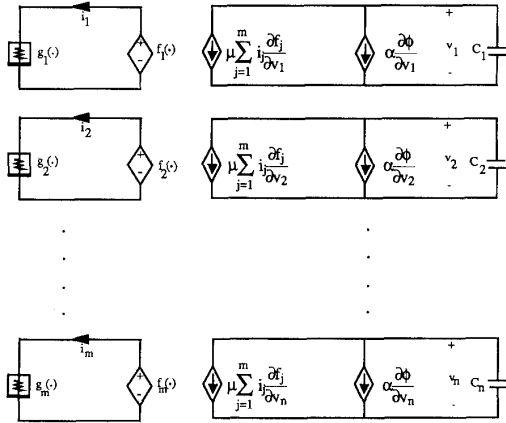 i₁
g₁(·) + - f₁(·) μ∑ⱼ₌₁ᵐ iⱼ ∂fⱼ/∂v₁ α ∂ϕ/∂v₁ + v₁ - C₁
i₂
g₂(·) + - f₂(·) μ∑ⱼ₌₁ᵐ iⱼ ∂fⱼ/∂v₂ α ∂ϕ/∂v₂ + v₂ - C₂
iₘ
gₘ(·) + - fₘ(·) μ∑ⱼ₌₁ᵐ iⱼ ∂fⱼ/∂vₙ α ∂ϕ/∂vₙ + vₙ - Cₙ